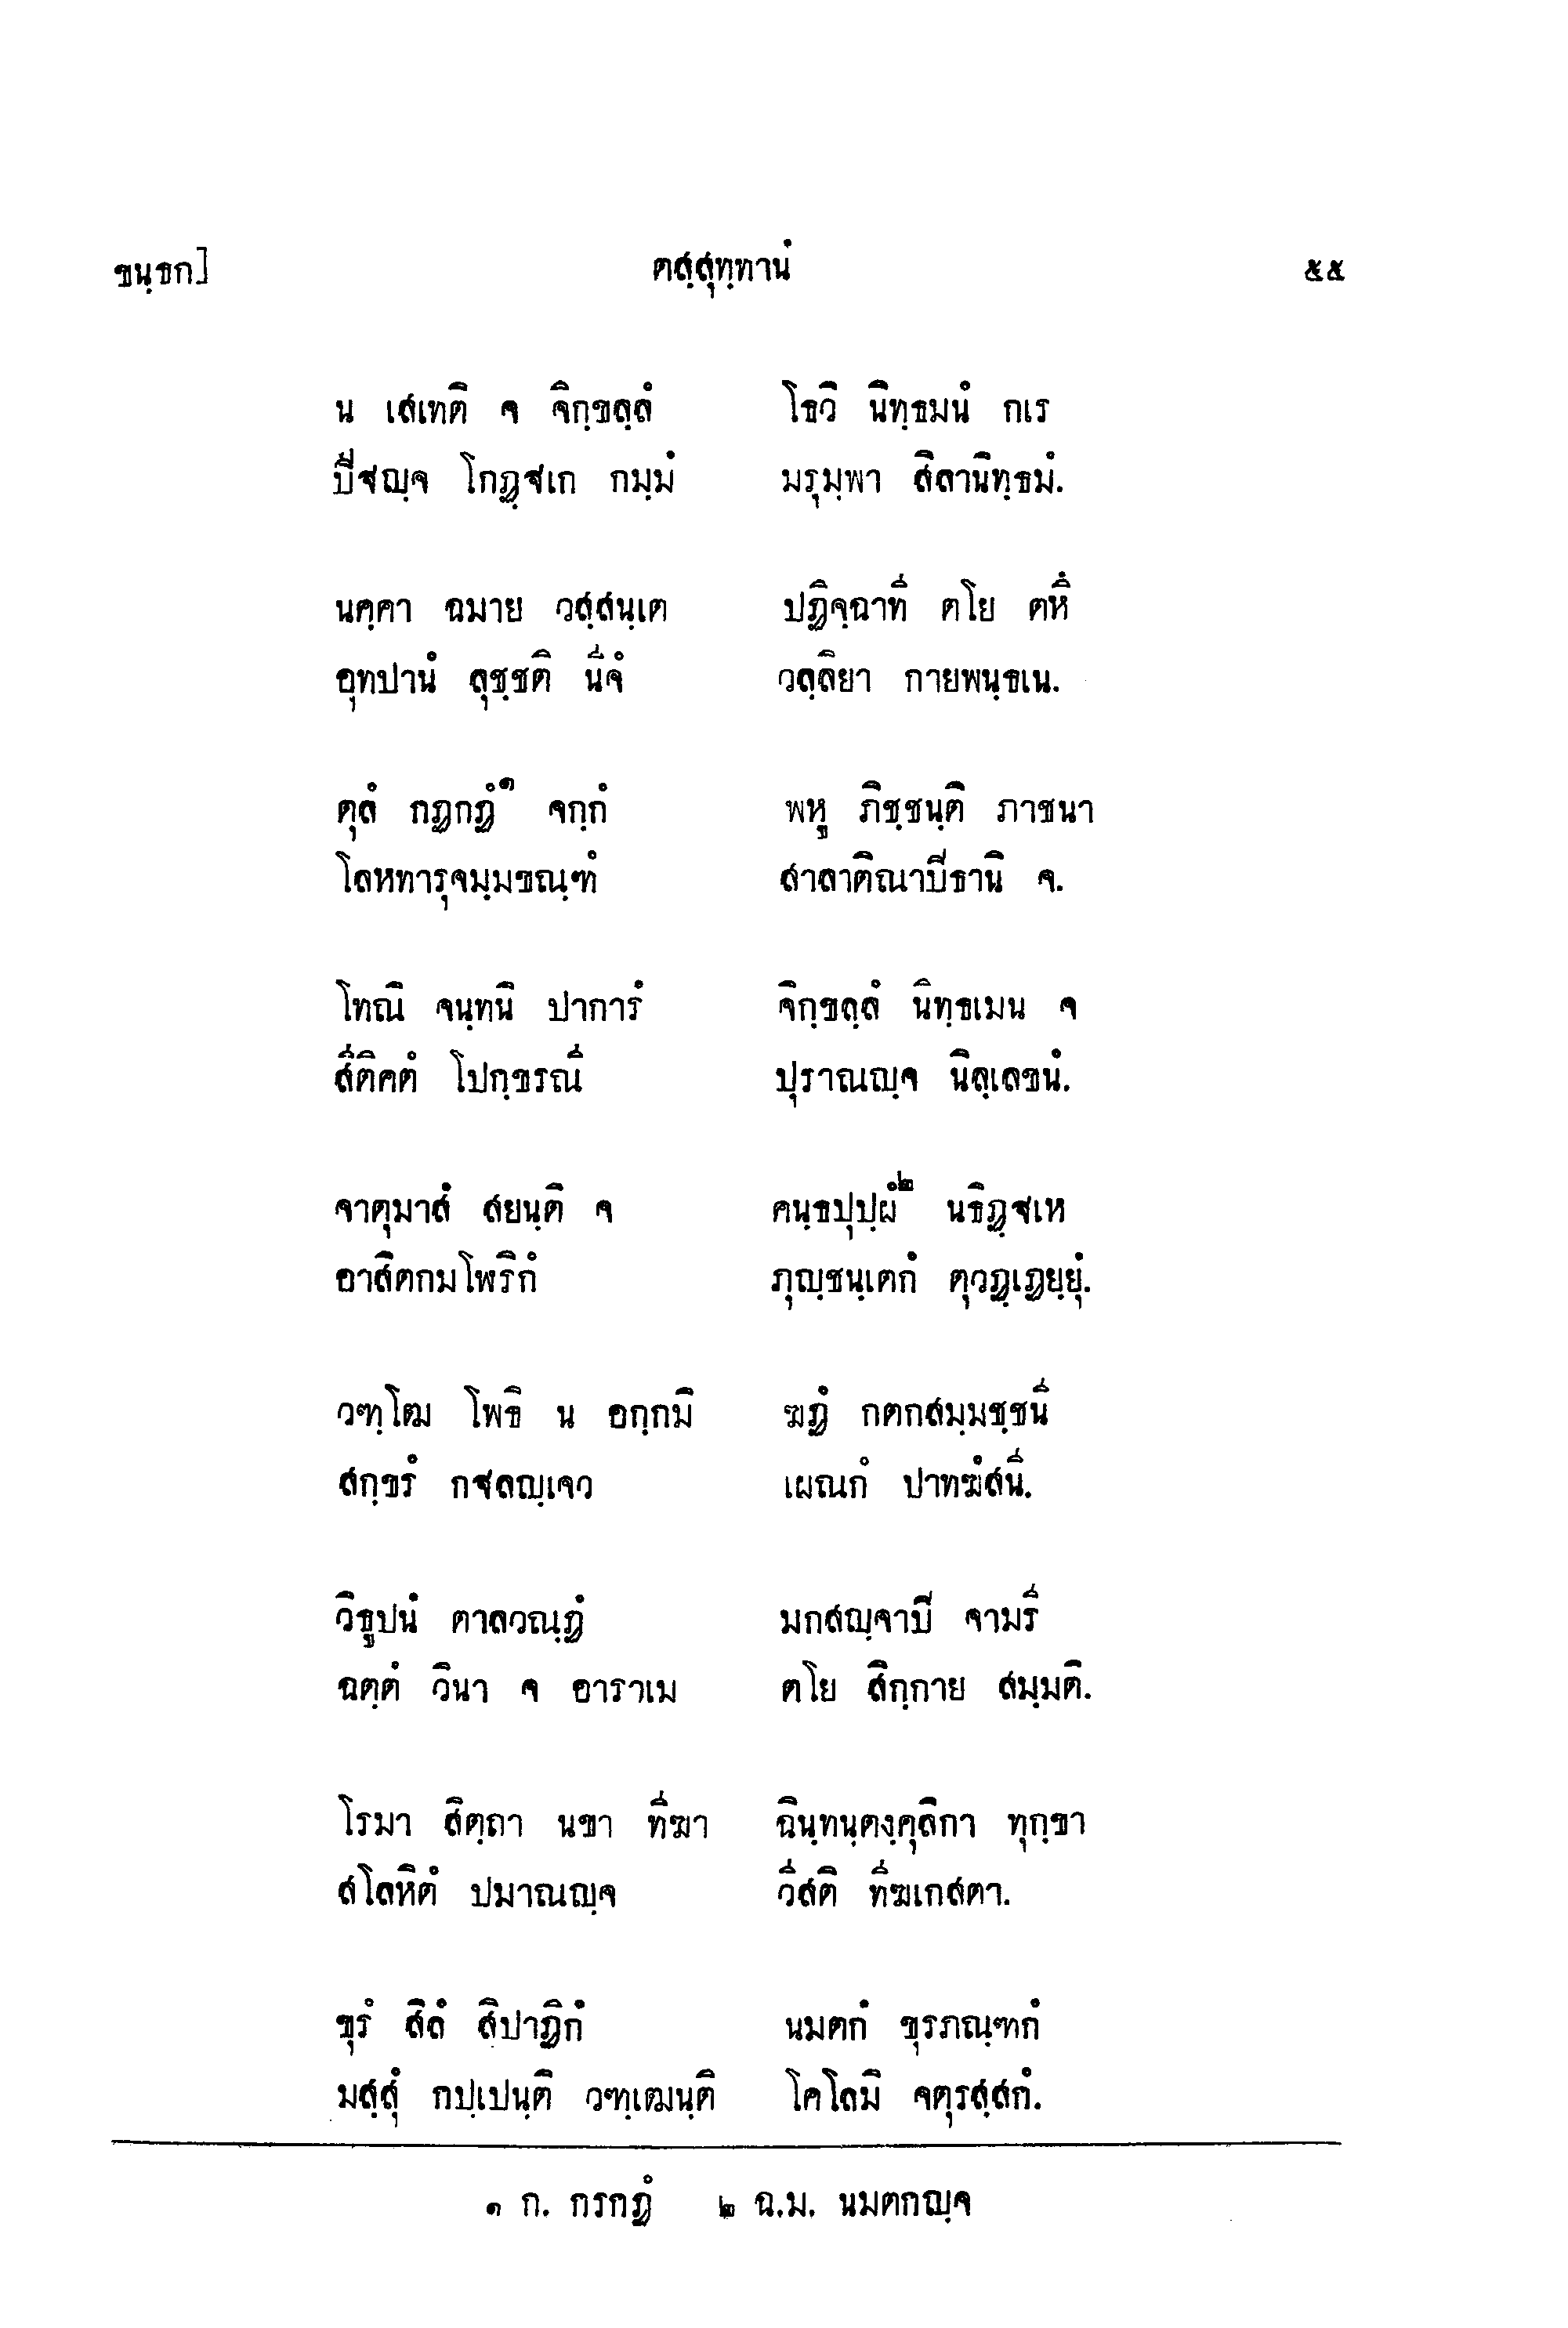 ขนฺธก] ตสฺสุทฺทานํ ๕๕
น เสเทติ จ จิกฺขลฺลํ โธวิ นิทฺธมนํ กเร
ปีฐญฺจ โกฏฺฐเก กมฺมํ มรุมฺพา สิลานิทฺธมํ.
นคฺคา ฉมาย วสฺสนฺเต ปฏิจฺฉาที ตโย ตหึ
อุทปานํ ลุชฺชติ นีจํ วลฺลิยา กายพนฺธเน.
ตุลํ กฏกฏํ๑ จกฺกํ พหู ภิชฺชนฺติ ภาชนา
โลหทารุจมฺมขณฺฑํ สาลาติณาปีธานิ จ.
โทณิ จนฺทนิ ปาการํ จิกฺขลฺลํ นิทฺธเมน จ
สีติคตํ โปกฺขรณี ปุราณญฺจ นิลฺเลขนํ.
จาตุมาสํ สยนฺติ จ คนฺธปุปฺผํ๒ นธิฏฺฐเห
อาสิตฺกมโพริกํ ภุญฺชนฺเตกํ ตุวฏฺเฏยฺยุํ.
วฑฺโฒ โพธิ น อกฺกมิ ฆฏํ กตกสมฺมชฺชนี
สกฺขรํ กฐลญฺเจว เผณกํ ปาทฆํสนี.
วิธูปนํ ตาลวณฺฏํ มกสญฺจาปี จามรี
ฉตฺตํ วินา จ อาราเม ตโย สิกฺกาย สมฺมติ.
โรมา สิตฺถา นขา ทีฆา ฉินฺทนฺตงฺคุลิกา ทุกฺขา
สโลหิตํ ปมาณญฺจ วีสติ ทีฆเกสตา.
ขุรํ สิลํ สิปาฏิกํ นมตกํ ขุรภณฺฑกํ
มสฺสุํ กปฺเปนฺติ วฑฺเฒนฺติ โคโลมิ จตุรสฺสกํ.
๑ ก. กรกฏํ ๒ ฉ.ม. นมตกญฺจ